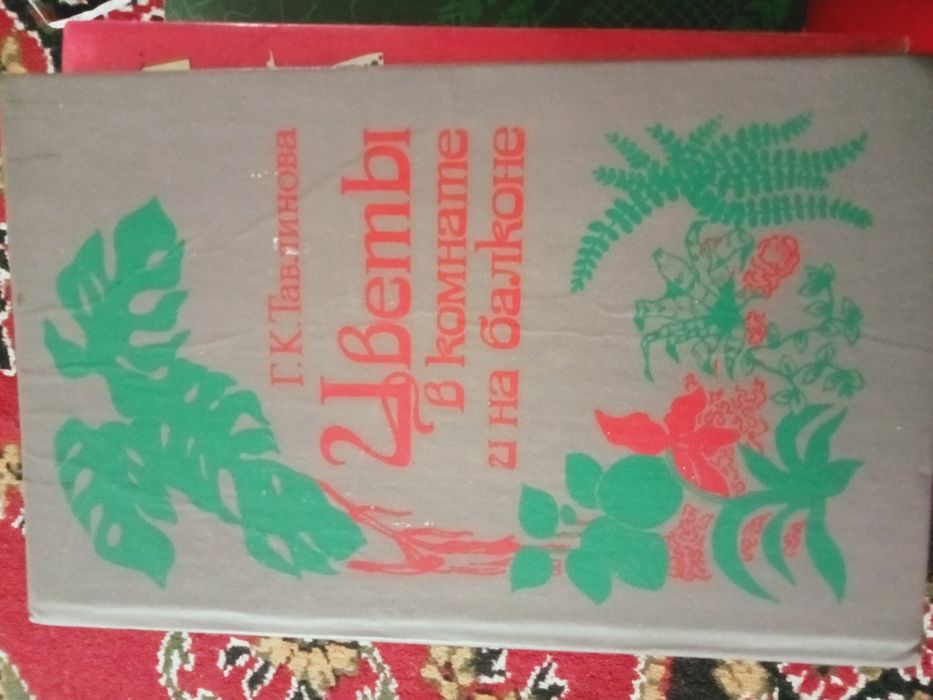 Г.К.Тавлинова
Цветы
в комнате
и на балконе